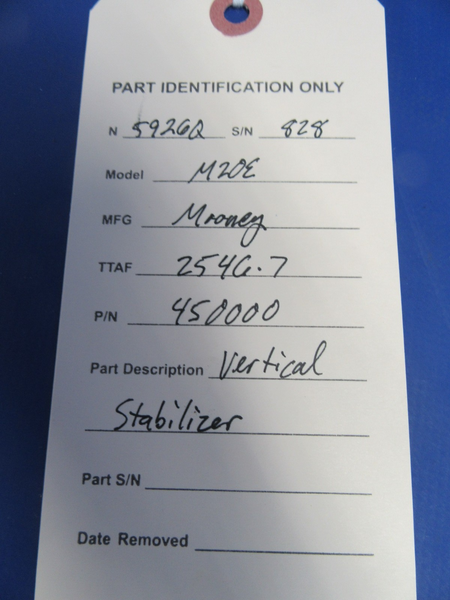 PART IDENTIFICATION ONLY
N 5926Q S/N 828
Model M20E
MFG Mooney
TTAF 2546.7
P/N 450000
Part Description Vertical
Stabilizer
Part S/N
Date Removed